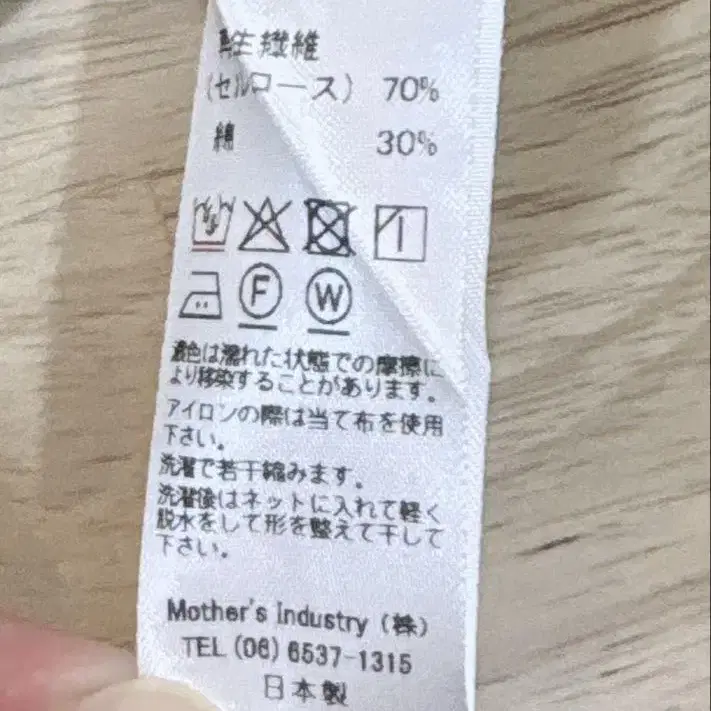 再生繊維
(セルロース) 70%
綿 30%
F W
濃色は濡れた状態での摩擦に
より移染することがあります。
アイロンの際は当て布を使用
下さい。
洗濯で若干縮みます。
洗濯後はネットに入れて軽く
脱水をして形を整えて干して
下さい。
Mother's Industry (株)
TEL (06) 6537-1315
日本製